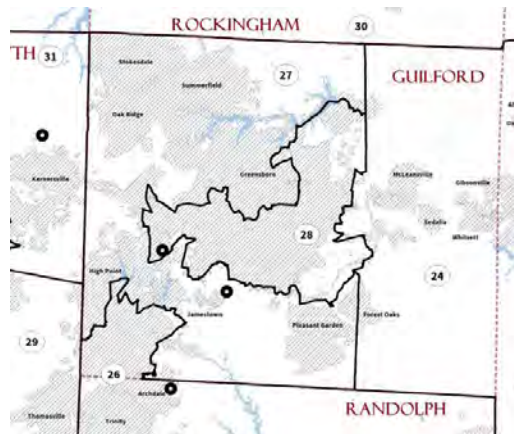 ROCKINGHAM
30
TH
31
27
GUILFORD
Stokesdale
Summerfield
Oak Ridge
Kernersville
Greensboro
McLeansville
Gibsonville
Sedalia
Whitsett
28
24
High Point
Jamestown
Pleasant Garden
Forest Oaks
29
26
Archdale
RANDOLPH
Thomasville
Trinity